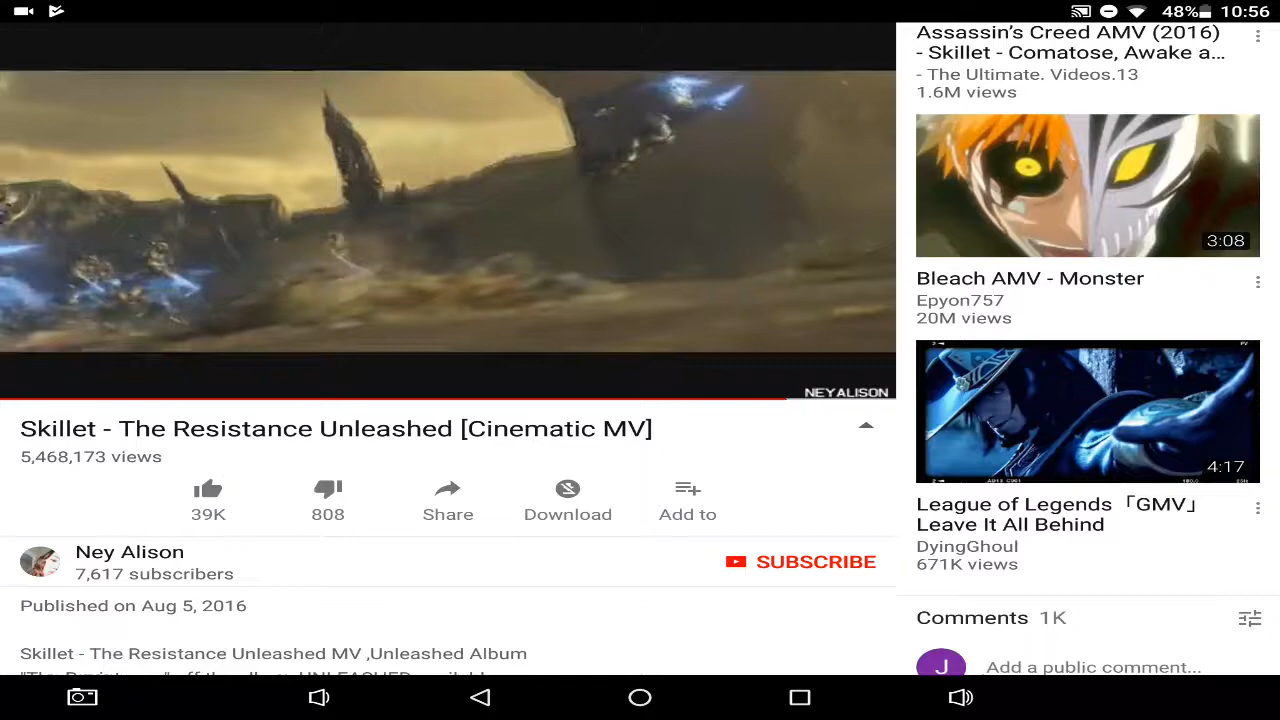 48% 10:56
NEYALISON
Skillet - The Resistance Unleashed [Cinematic MV]
5,468,173 views
39K
808
Share
Download
Add to
Ney Alison
7,617 subscribers
SUBSCRIBE
Published on Aug 5, 2016
Skillet - The Resistance Unleashed MV ,Unleashed Album
Assassin's Creed AMV (2016)
- Skillet - Comatose, Awake a...
- The Ultimate. Videos.13
1.6M views
3:08
Bleach AMV - Monster
Epyon757
20M views
4:17
League of Legends「GMV」
Leave It All Behind
DyingGhoul
671K views
Comments 1K
J
Add a public comment...